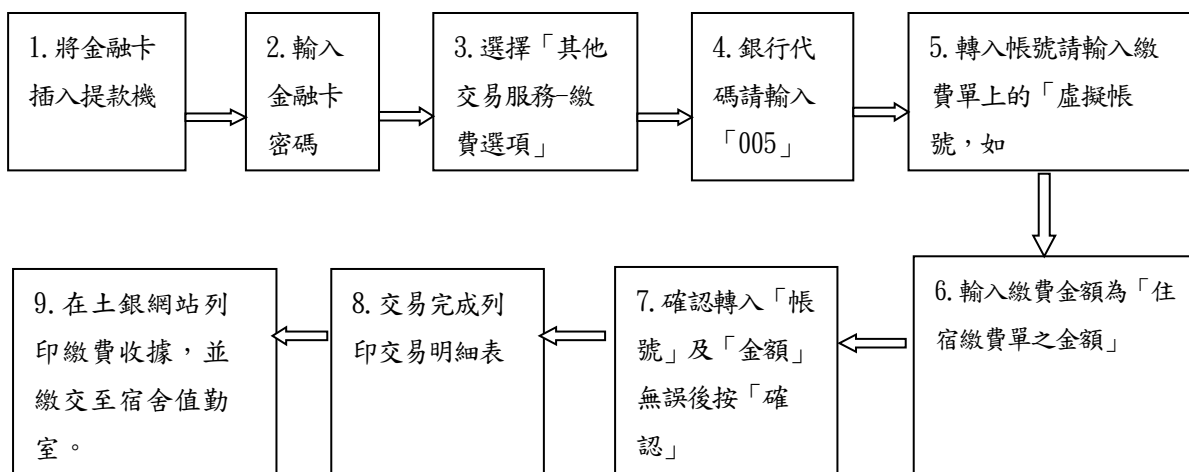 1.將金融卡
插入提款機
2.輸入
金融卡
密碼
3.選擇「其他
交易服務-繳
費選項」
4.銀行代
碼請輸入
「005」
5.轉入帳號請輸入繳
費單上的「虛擬帳
號，如
6.輸入繳費金額為「住
宿繳費單之金額」
7.確認轉入「帳
號」及「金額」
無誤後按「確
認」
8.交易完成列
印交易明細表
9.在土銀網站列
印繳費收據，並
繳交至宿舍值勤
室。